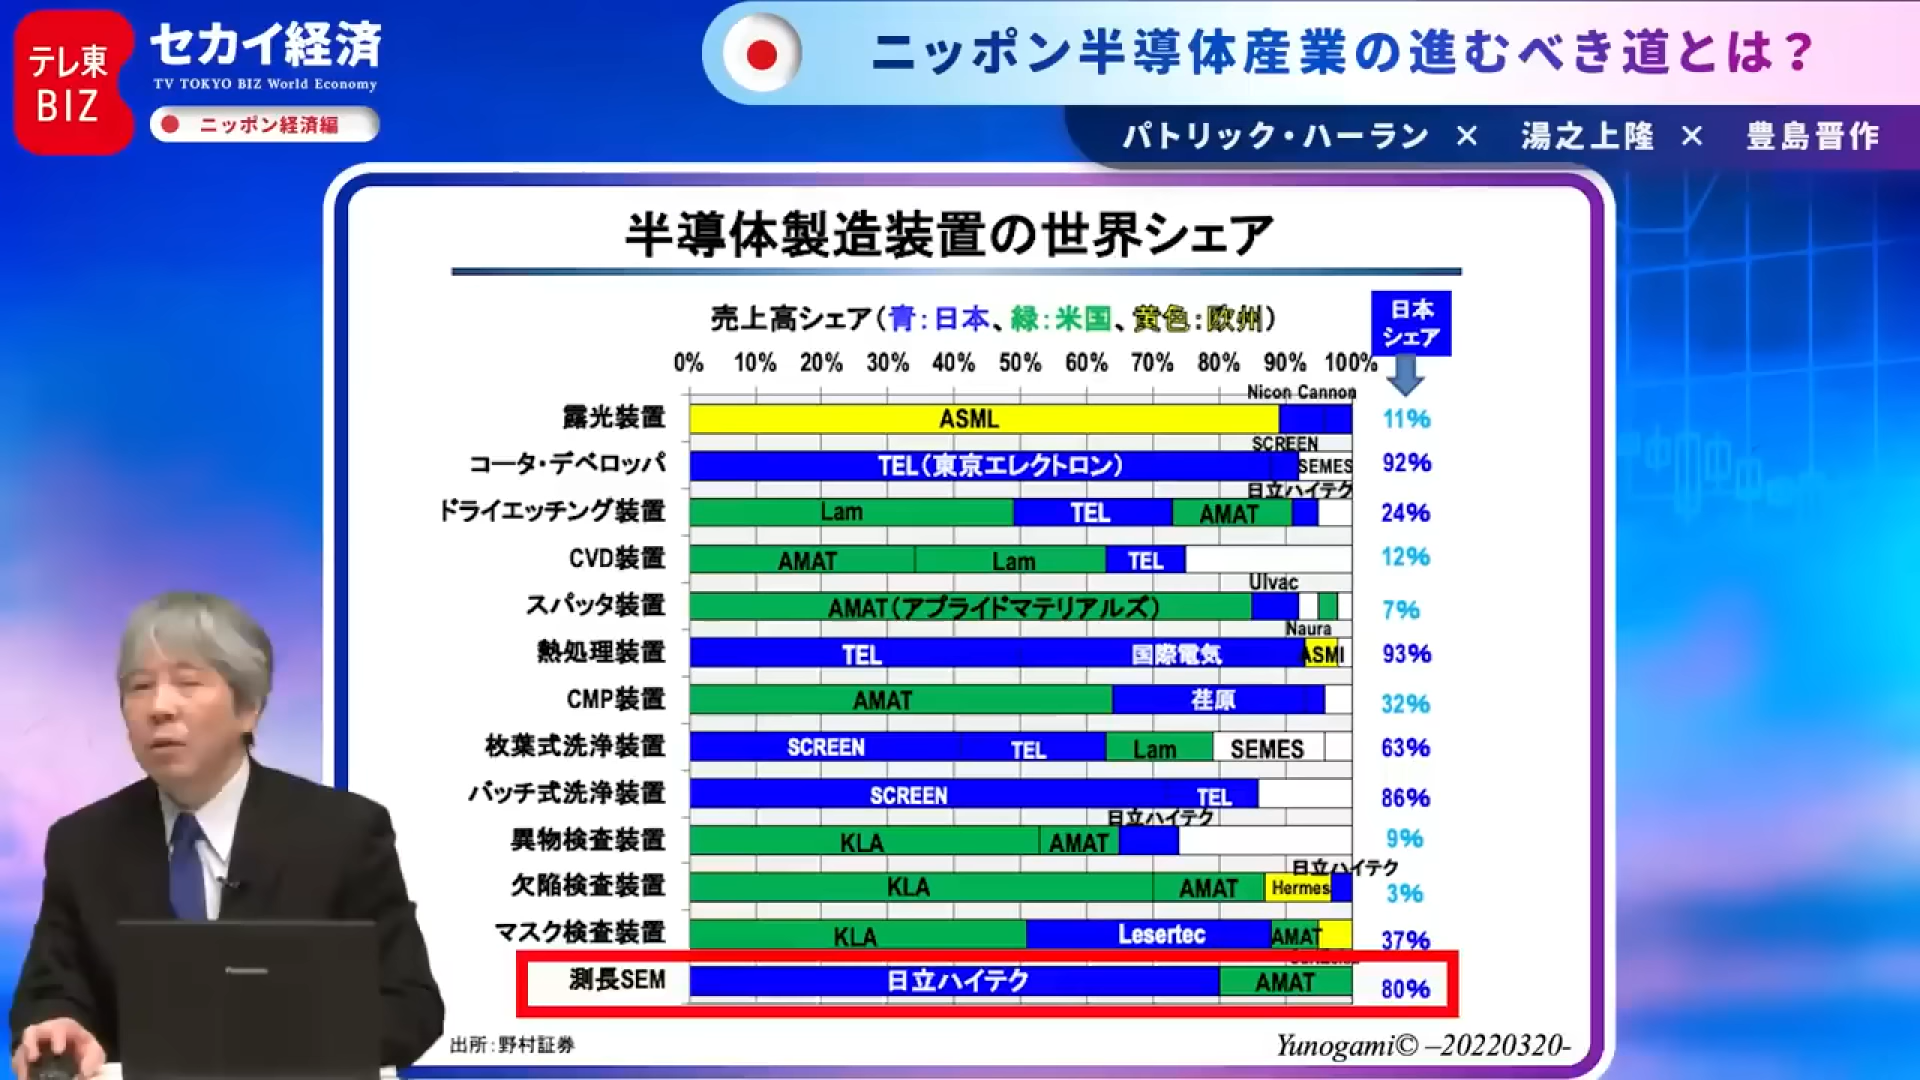 テレ東
BIZ
セカイ経済
TV TOKYO BIZ World Economy
ニッポン経済編
ニッポン半導体産業の進むべき道とは？
パトリック・ハーラン × 湯之上隆 × 豊島晋作
半導体製造装置の世界シェア
売上高シェア（青：日本、緑：米国、黄色：欧州）
日本
シェア
0% 10% 20% 30% 40% 50% 60% 70% 80% 90% 100%
Nicon Cannon
露光装置 ASML 11%
SCREEN
コータ・デベロッパ TEL（東京エレクトロン） SEMES 92%
日立ハイテク
ドライエッチング装置 Lam TEL AMAT 24%
CVD装置 AMAT Lam TEL 12%
Ulvac
スパッタ装置 AMAT（アプライドマテリアルズ） 7%
Naura
熱処理装置 TEL 国際電気 ASMI 93%
CMP装置 AMAT 荏原 32%
枚葉式洗浄装置 SCREEN TEL Lam SEMES 63%
バッチ式洗浄装置 SCREEN TEL 86%
日立ハイテク
異物検査装置 KLA AMAT 9%
日立ハイテク
欠陥検査装置 KLA AMAT Hermes 3%
マスク検査装置 KLA Lesertec AMAT 37%
測長SEM 日立ハイテク AMAT 80%
出所：野村証券
Yunogami© –20220320-